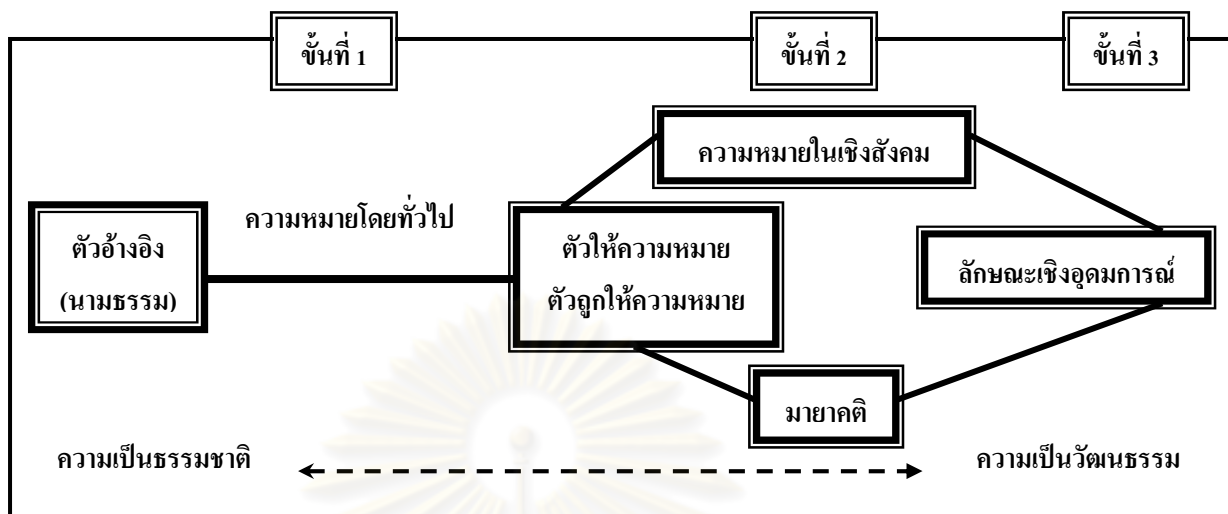 ขั้นที่ 1
ขั้นที่ 2
ขั้นที่ 3
ความหมายในเชิงสังคม
ความหมายโดยทั่วไป
ตัวอ้างอิง
(นามธรรม)
ตัวให้ความหมาย
ตัวถูกให้ความหมาย
ลักษณะเชิงอุดมการณ์
มายาคติ
ความเป็นธรรมชาติ
ความเป็นวัฒนธรรม